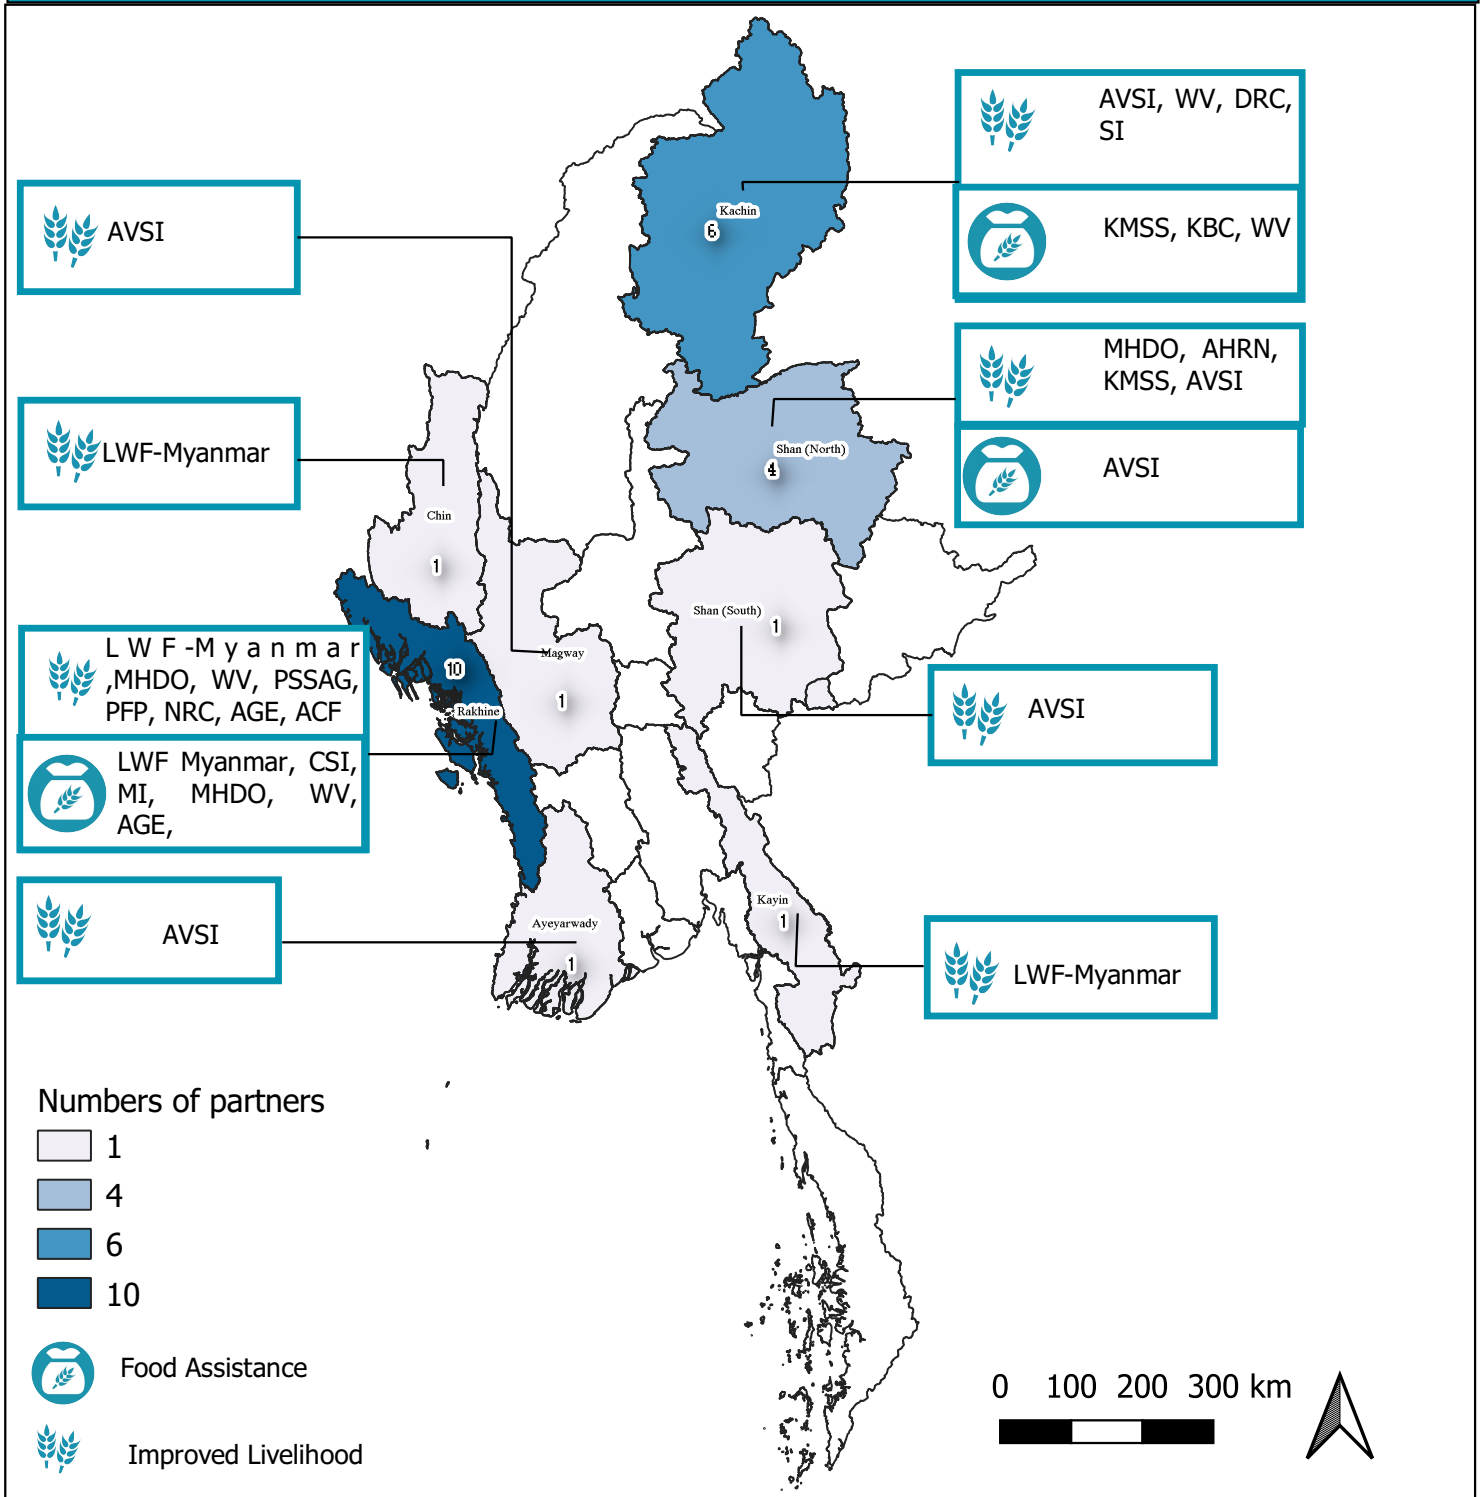 AVSI, WV, DRC,
SI
KMSS, KBC, WV
Kachin
6
AVSI
MHDO, AHRN,
KMSS, AVSI
AVSI
Shan (North)
4
LWF-Myanmar
Chin
1
Shan (South)
1
AVSI
Magway
1
L W F -M y a n m a r
,MHDO, WV, PSSAG,
PFP, NRC, AGE, ACF
LWF Myanmar, CSI,
MI, MHDO, WV,
AGE,
10
Rakhine
AVSI
Ayeyarwady
1
Kayin
1
LWF-Myanmar
Numbers of partners
1
4
6
10
Food Assistance
Improved Livelihood
0 100 200 300 km